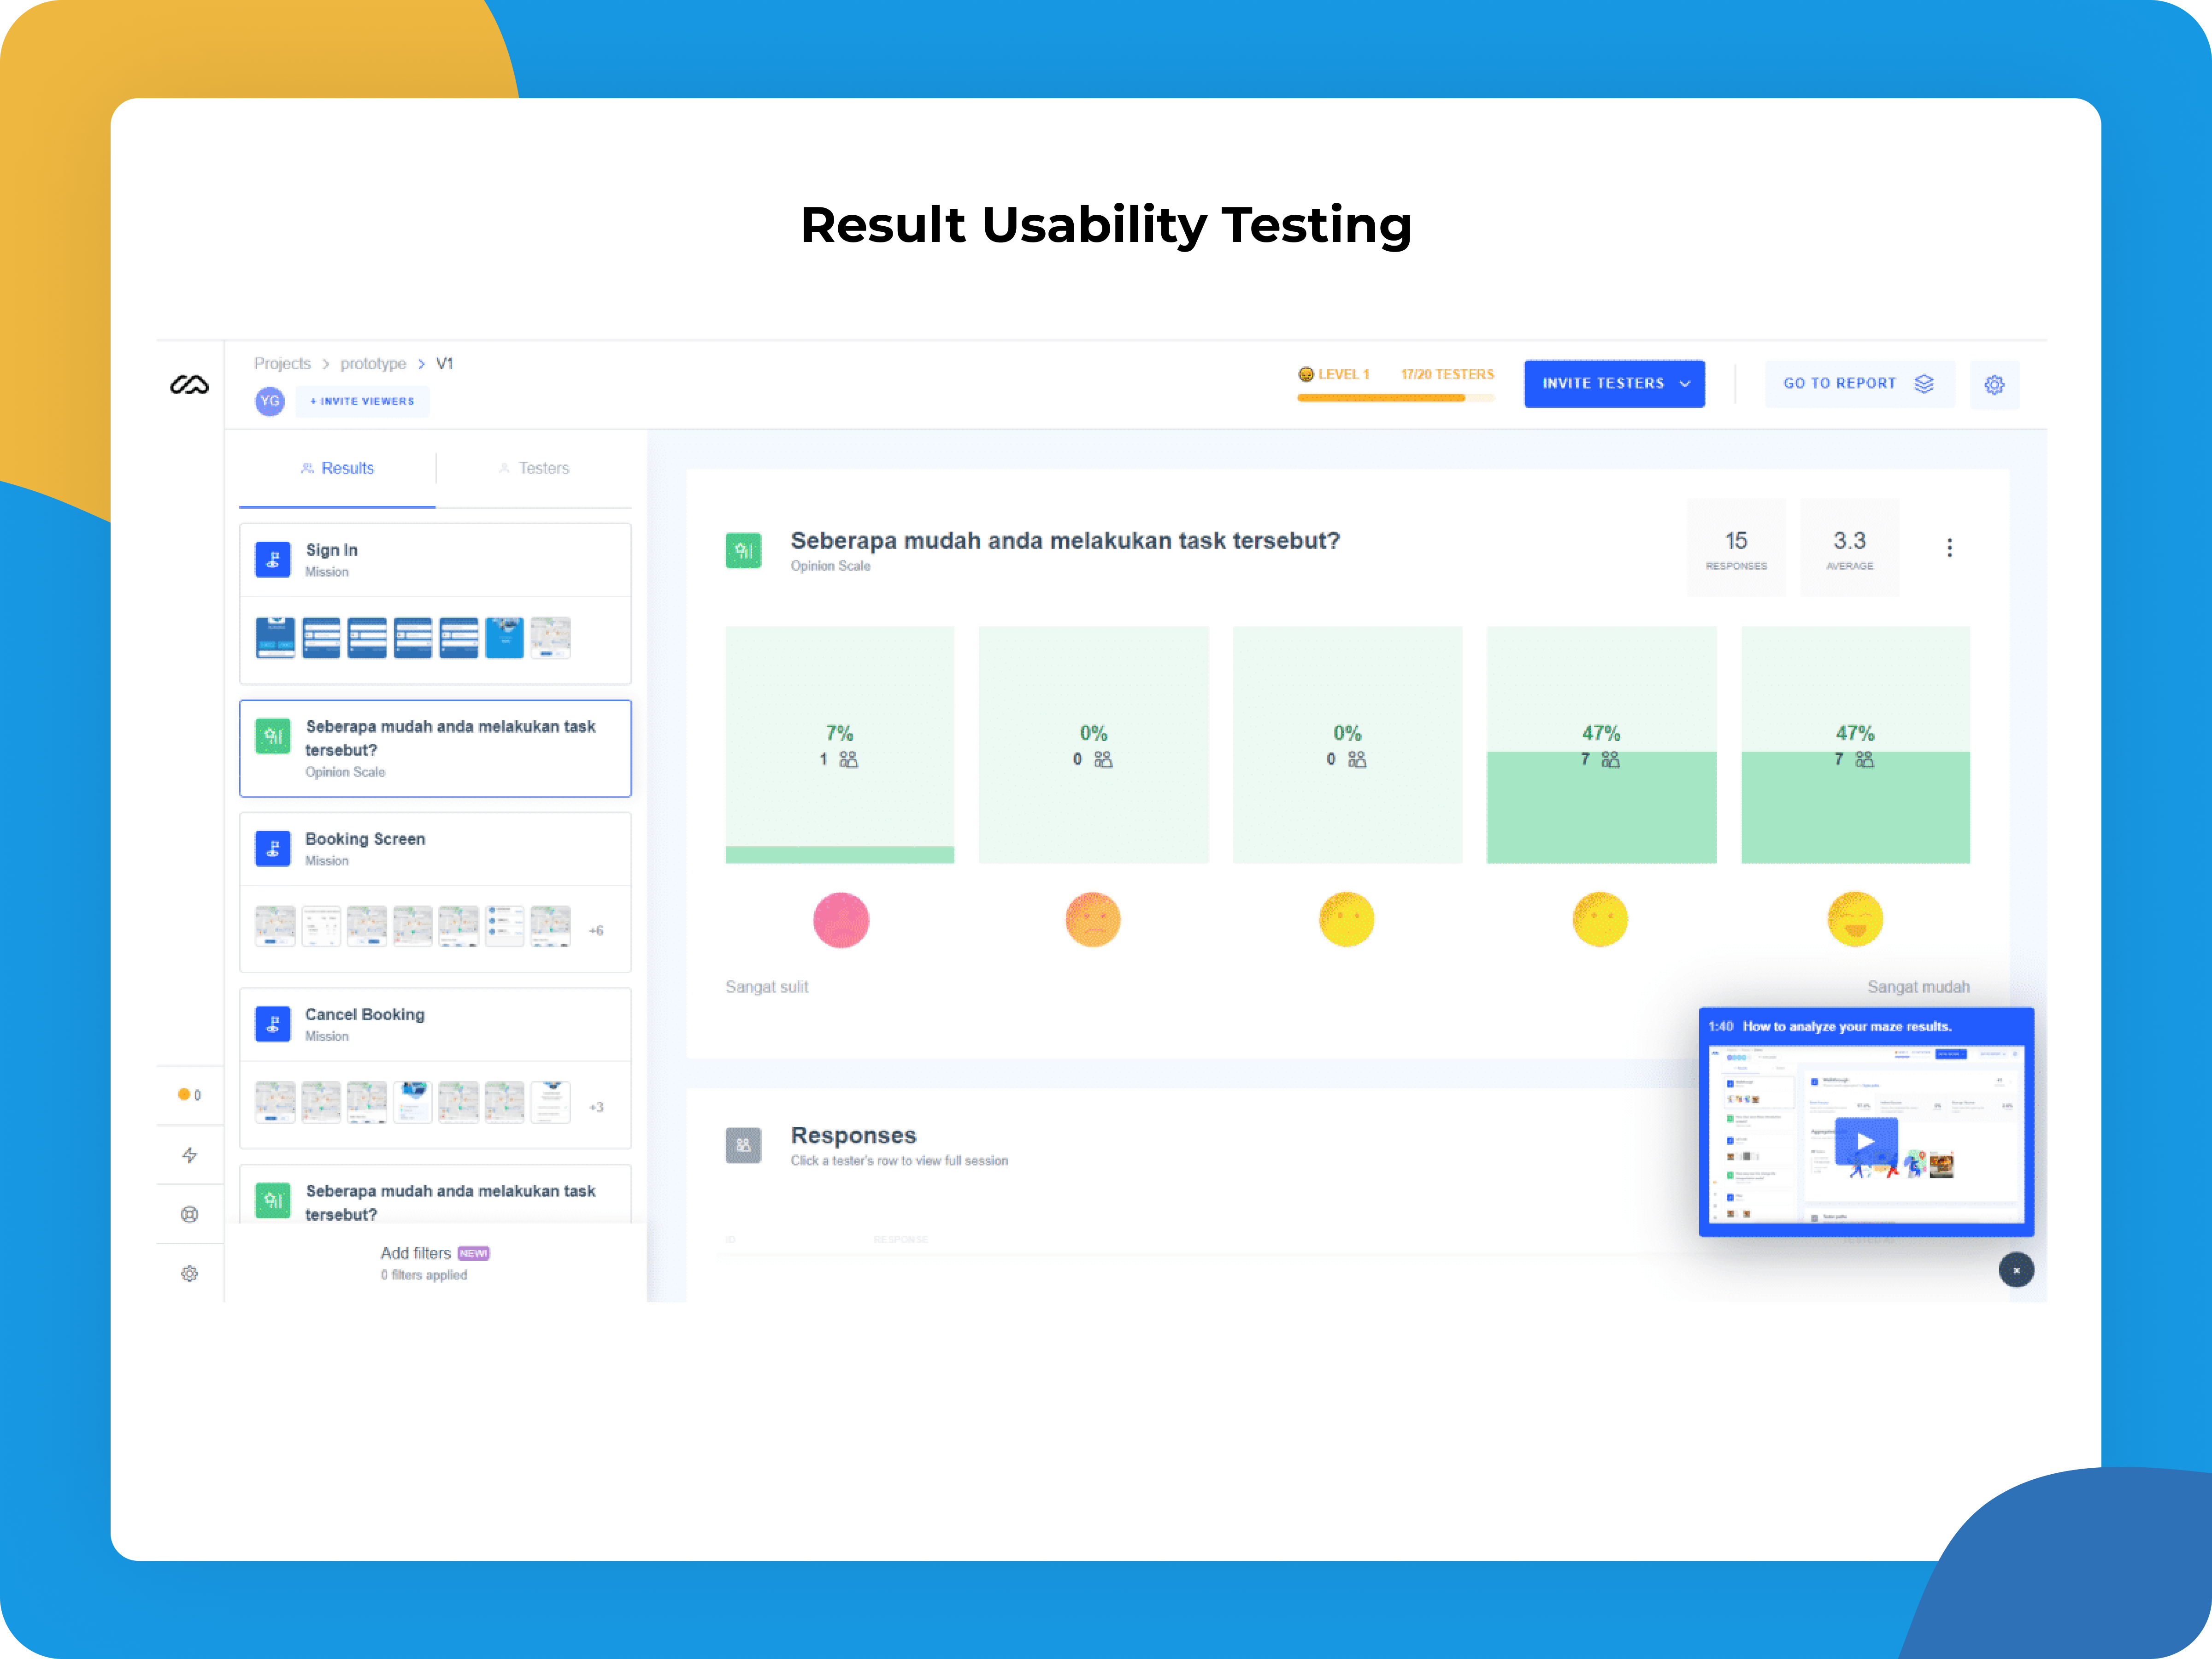 Result Usability Testing
Projects > prototype > V1
YG
+ INVITE VIEWERS
LEVEL 1
17/20 TESTERS
INVITE TESTERS
GO TO REPORT
Results
Testers
Sign In
Mission
Seberapa mudah anda melakukan task
tersebut?
Opinion Scale
Booking Screen
Mission
+6
Cancel Booking
Mission
+3
Seberapa mudah anda melakukan task
tersebut?
Add filters NEW!
0 filters applied
0
Seberapa mudah anda melakukan task tersebut?
Opinion Scale
15
RESPONSES
3.3
AVERAGE
7%
1
0%
0
0%
0
47%
7
47%
7
Sangat sulit
Sangat mudah
Responses
Click a tester's row to view full session
ID
RESPONSE
1:40 How to analyze your maze results.